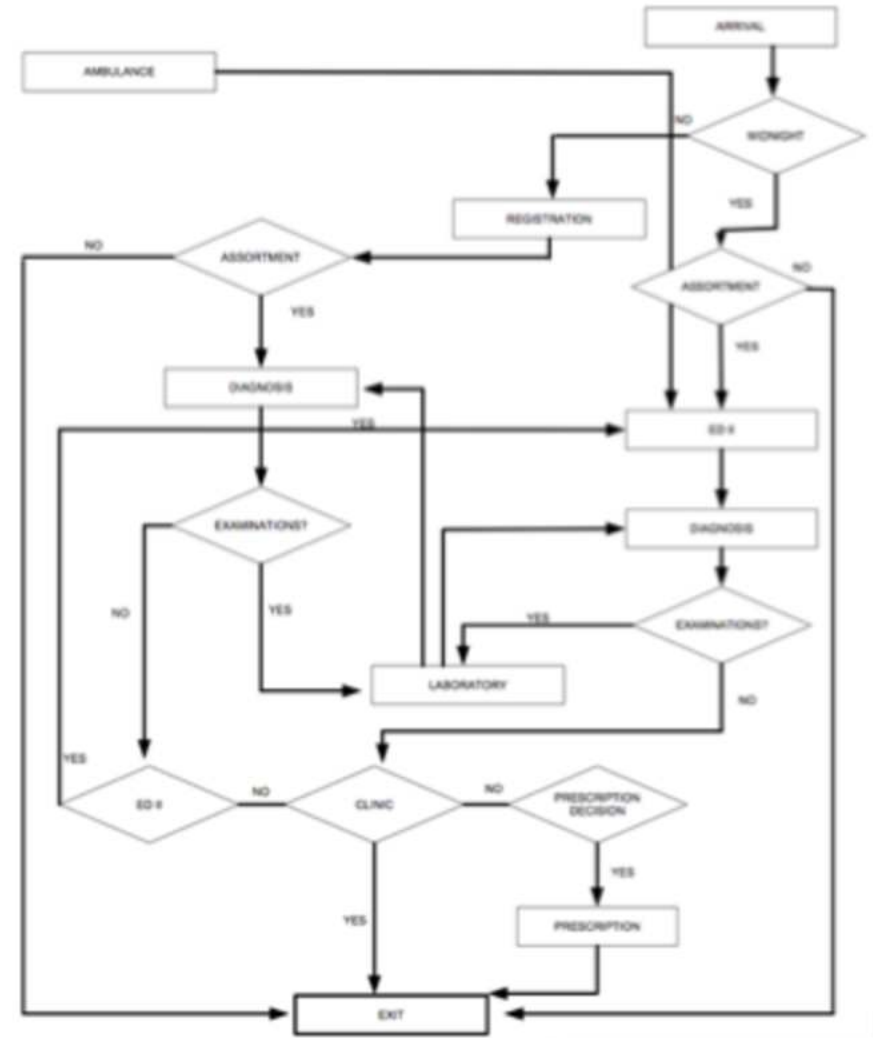 ARRIVAL
AMBULANCE
NO
MIDNIGHT
YES
REGISTRATION
NO
ASSORTMENT
ASSORTMENT
NO
YES
YES
DIAGNOSIS
YES
ED II
EXAMINATIONS?
DIAGNOSIS
NO
YES
YES
EXAMINATIONS?
LABORATORY
NO
YES
ED II
NO
CLINIC
NO
PRESCRIPTION
DECISION
YES
YES
PRESCRIPTION
EXIT